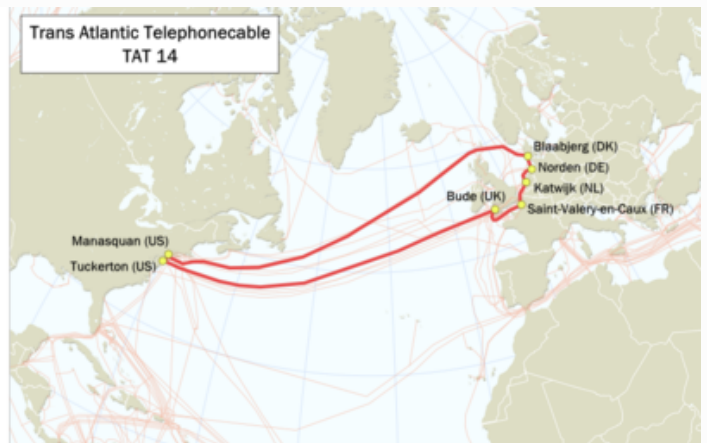 Trans Atlantic Telephonecable
TAT 14
Blaabjerg (DK)
Norden (DE)
Katwijk (NL)
Bude (UK)
Saint-Valery-en-Caux (FR)
Manasquan (US)
Tuckerton (US)